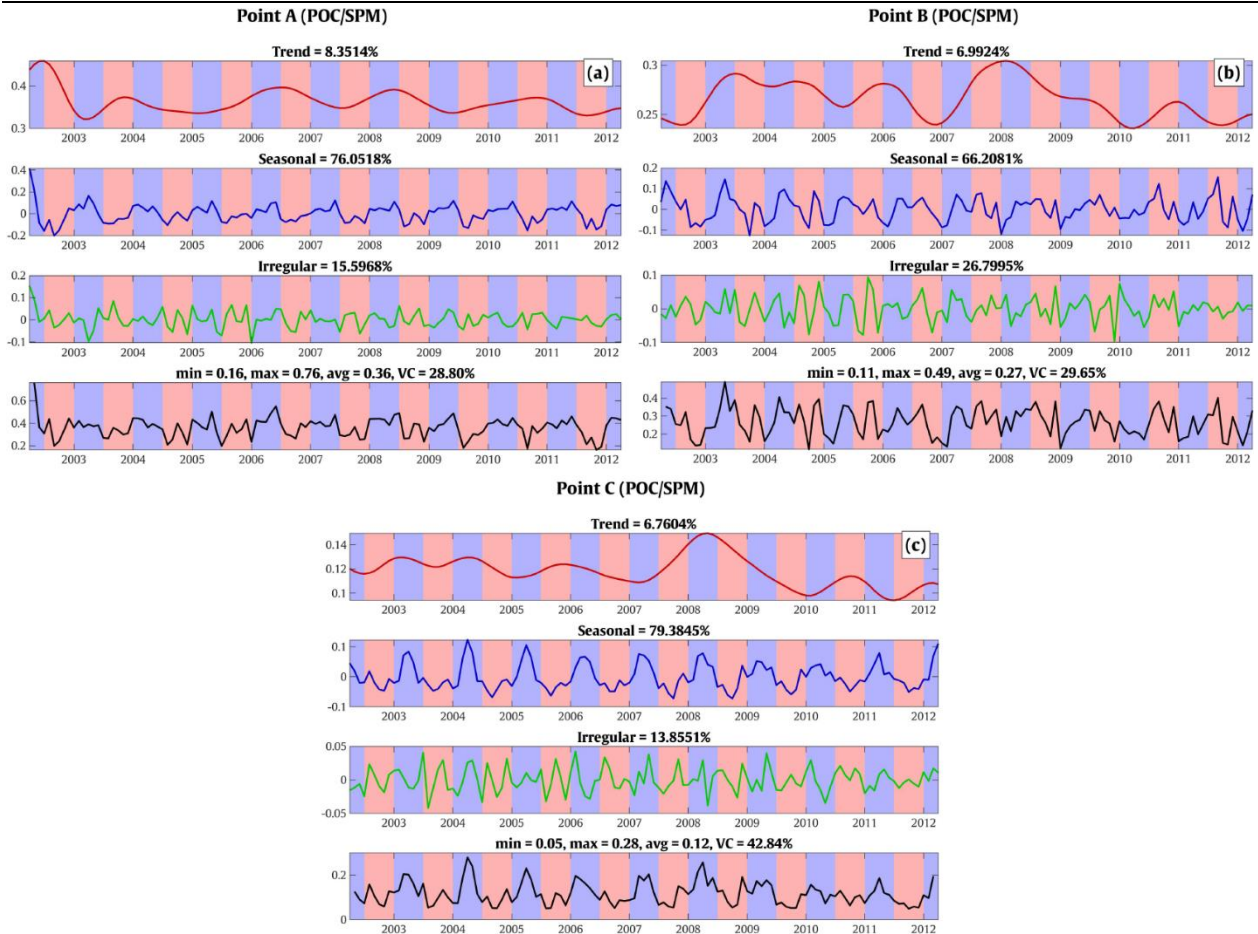 Point A (POC/SPM)
Trend = 8.3514%
(a)
0.4
0.3
2003 2004 2005 2006 2007 2008 2009 2010 2011 2012
Seasonal = 76.0518%
0.4
0.2
0
-0.2
2003 2004 2005 2006 2007 2008 2009 2010 2011 2012
Irregular = 15.5968%
0.2
0.1
0
-0.1
2003 2004 2005 2006 2007 2008 2009 2010 2011 2012
min = 0.16, max = 0.76, avg = 0.36, VC = 28.80%
0.6
0.4
0.2
2003 2004 2005 2006 2007 2008 2009 2010 2011 2012
Point B (POC/SPM)
Trend = 6.9924%
(b)
0.3
0.25
2003 2004 2005 2006 2007 2008 2009 2010 2011 2012
Seasonal = 66.2081%
0.2
0.1
0
-0.1
2003 2004 2005 2006 2007 2008 2009 2010 2011 2012
Irregular = 26.7995%
0.1
0
-0.1
2003 2004 2005 2006 2007 2008 2009 2010 2011 2012
min = 0.11, max = 0.49, avg = 0.27, VC = 29.65%
0.4
0.3
0.2
2003 2004 2005 2006 2007 2008 2009 2010 2011 2012
Point C (POC/SPM)
Trend = 6.7604%
(c)
0.14
0.12
0.1
2003 2004 2005 2006 2007 2008 2009 2010 2011 2012
Seasonal = 79.3845%
0.1
0
-0.1
2003 2004 2005 2006 2007 2008 2009 2010 2011 2012
Irregular = 13.8551%
0.05
0
-0.05
2003 2004 2005 2006 2007 2008 2009 2010 2011 2012
min = 0.05, max = 0.28, avg = 0.12, VC = 42.84%
0.2
0
2003 2004 2005 2006 2007 2008 2009 2010 2011 2012